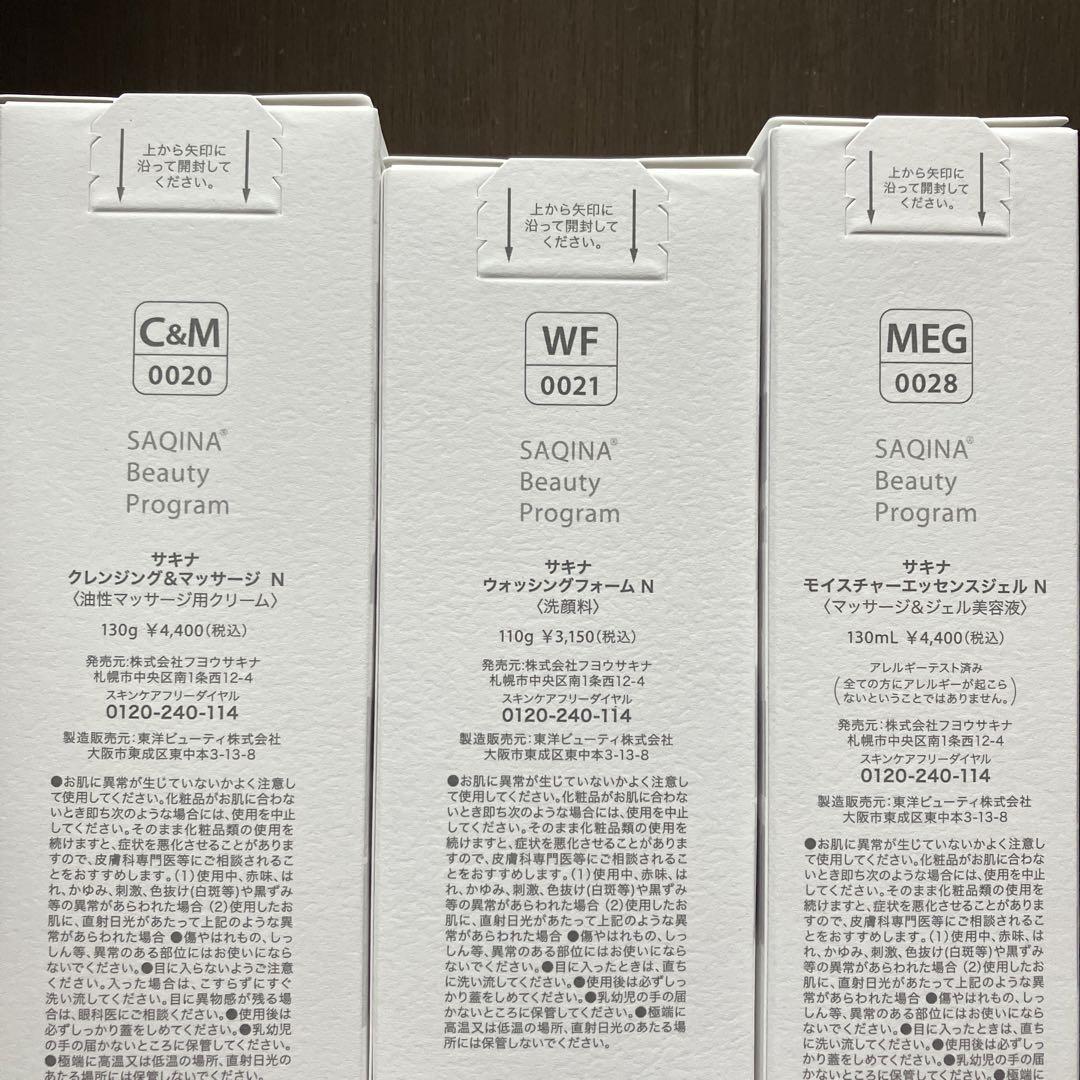 上から矢印に
沿って開封して
ください。
C&M
0020
SAQINA®
Beauty
Program
サキナ
クレンジング&マッサージ N
〈油性マッサージ用クリーム〉
130g ¥4,400(税込)
発売元:株式会社フヨウサキナ
札幌市中央区南1条西12-4
スキンケアフリーダイヤル
0120-240-114
製造販売元:東洋ビューティ株式会社
大阪市東成区東中本3-13-8
●お肌に異常が生じていないかよく注意し
て使用してください。化粧品がお肌に合わな
いとき即ち次のような場合には、使用を中止
してください。そのまま化粧品類の使用を
続けますと、症状を悪化させることがありま
すので、皮膚科専門医等にご相談されるこ
とをおすすめします。(1)使用中、赤味、は
れ、かゆみ、刺激、色抜け(白斑等)や黒ずみ
等の異常があらわれた場合 (2)使用したお
肌に、直射日光があたって上記のような異
常があらわれた場合 ●傷やはれもの、しっ
しん等、異常のある部位にはお使いになら
ないでください。●目に入らないようご注意
ください。入った場合は、こすらずにすぐ
洗い流してください。目に異物感が残る場
合は、眼科医にご相談ください。●使用後は
必ずしっかり蓋をしめてください。●乳幼児
の手の届かないところに保管してください。
●極端に高温又は低温の場所、直射日光の
あたる場所には保管しないでください。
上から矢印に
沿って開封して
ください。
WF
0021
SAQINA®
Beauty
Program
サキナ
ウォッシングフォーム N
〈洗顔料〉
110g ¥3,150(税込)
発売元:株式会社フヨウサキナ
札幌市中央区南1条西12-4
スキンケアフリーダイヤル
0120-240-114
製造販売元:東洋ビューティ株式会社
大阪市東成区東中本3-13-8
●お肌に異常が生じていないかよく注意し
て使用してください。化粧品がお肌に合わな
いとき即ち次のような場合には、使用を中止
してください。そのまま化粧品類の使用を
続けますと、症状を悪化させることがありま
すので、皮膚科専門医等にご相談されるこ
とをおすすめします。(1)使用中、赤味、は
れ、かゆみ、刺激、色抜け(白斑等)や黒ずみ
等の異常があらわれた場合 (2)使用したお
肌に、直射日光があたって上記のような異
常があらわれた場合 ●傷やはれもの、しっ
しん等、異常のある部位にはお使いになら
ないでください。●目に入ったときは、直ち
に洗い流してください。●使用後は必ずしっ
かり蓋をしめてください。●乳幼児の手の届
かないところに保管してください。●極端に
高温又は低温の場所、直射日光のあたる場
所には保管しないでください。
上から矢印に
沿って開封して
ください。
MEG
0028
SAQINA®
Beauty
Program
サキナ
モイスチャーエッセンスジェル N
〈マッサージ&ジェル美容液〉
130mL ¥4,400(税込)
アレルギーテスト済み
(全ての方にアレルギーが起こら
ないということではありません。)
発売元:株式会社フヨウサキナ
札幌市中央区南1条西12-4
スキンケアフリーダイヤル
0120-240-114
製造販売元:東洋ビューティ株式会社
大阪市東成区東中本3-13-8
●お肌に異常が生じていないかよく注意し
て使用してください。化粧品がお肌に合わな
いとき即ち次のような場合には、使用を中止
してください。そのまま化粧品類の使用を
続けますと、症状を悪化させることがありま
すので、皮膚科専門医等にご相談されるこ
とをおすすめします。(1)使用中、赤味、は
れ、かゆみ、刺激、色抜け(白斑等)や黒ずみ
等の異常があらわれた場合 (2)使用したお
肌に、直射日光があたって上記のような異
常があらわれた場合 ●傷やはれもの、しっ
しん等、異常のある部位にはお使いになら
ないでください。●目に入ったときは、直ち
に洗い流してください。●使用後は必ずしっ
かり蓋をしめてください。●乳幼児の手の届
かないところに保管してください。●極端に